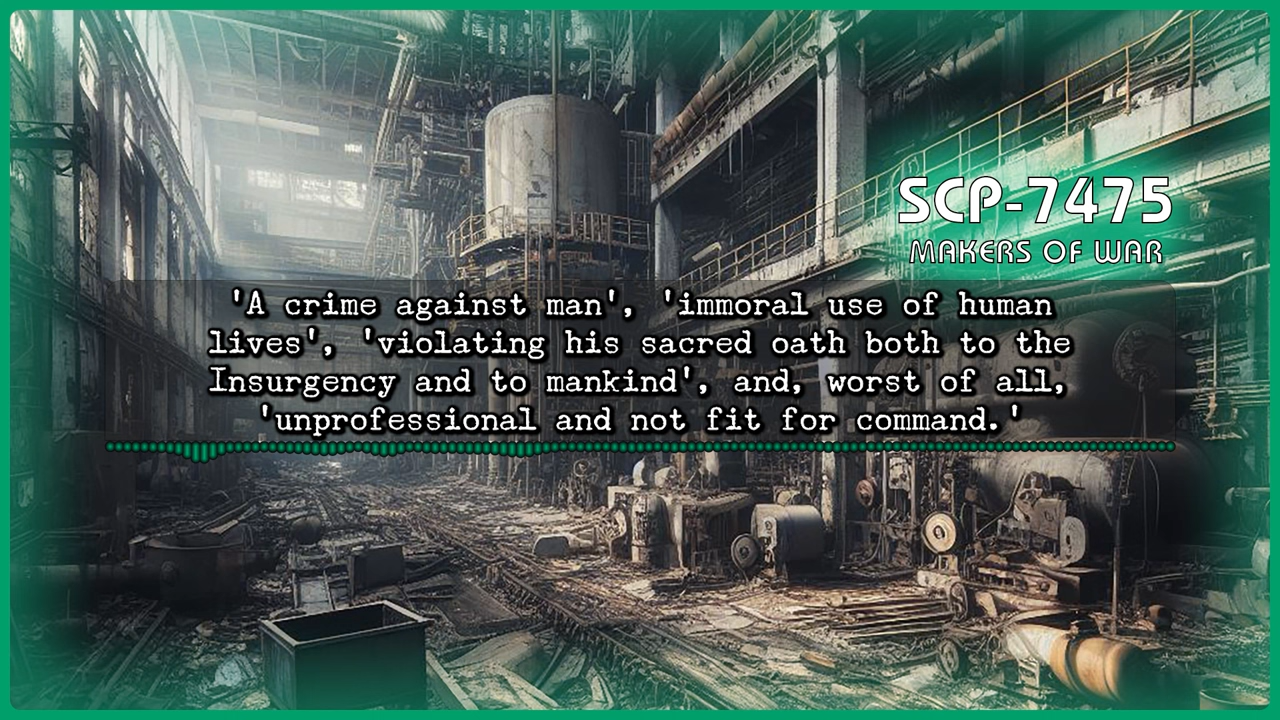 SCP-7475
MAKERS OF WAR
'A crime against man', 'immoral use of human
lives', 'violating his sacred oath both to the
Insurgency and to mankind', and, worst of all,
'unprofessional and not fit for command.'